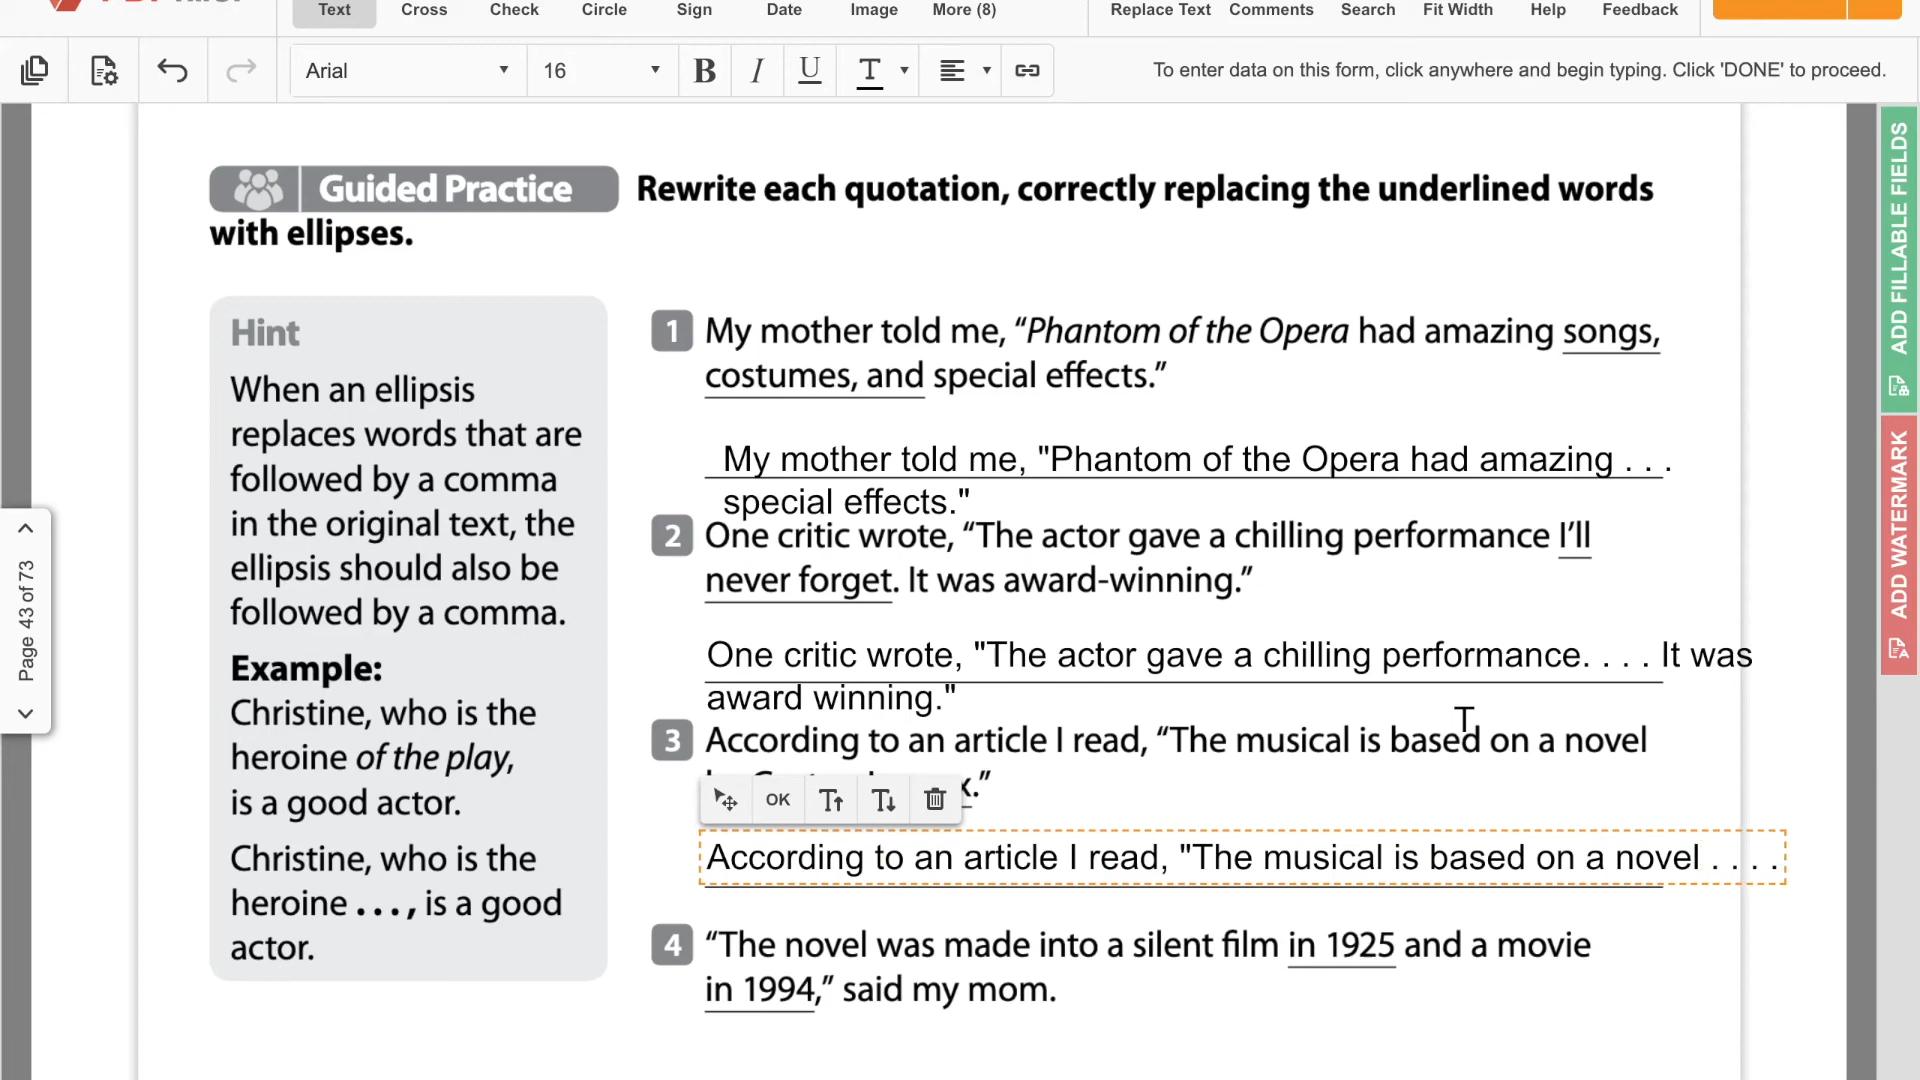 Text Cross Check Circle Sign Date Image More (8) Replace Text Comments Search Fit Width Help Feedback
Arial 16 B I U T To enter data on this form, click anywhere and begin typing. Click 'DONE' to proceed.
Guided Practice Rewrite each quotation, correctly replacing the underlined words
with ellipses.
Hint
When an ellipsis
replaces words that are
followed by a comma
in the original text, the
ellipsis should also be
followed by a comma.
Example:
Christine, who is the
heroine of the play,
is a good actor.
Christine, who is the
heroine . . . , is a good
actor.
1 My mother told me, “Phantom of the Opera had amazing songs,
costumes, and special effects.”
My mother told me, "Phantom of the Opera had amazing . . .
special effects."
2 One critic wrote, “The actor gave a chilling performance I’ll
never forget. It was award-winning.”
One critic wrote, "The actor gave a chilling performance. . . . It was
award winning."
3 According to an article I read, “The musical is based on a novel
x.”
OK
According to an article I read, "The musical is based on a novel . . . .
4 “The novel was made into a silent film in 1925 and a movie
in 1994,” said my mom.
Page 43 of 73
ADD FILLABLE FIELDS
ADD WATERMARK